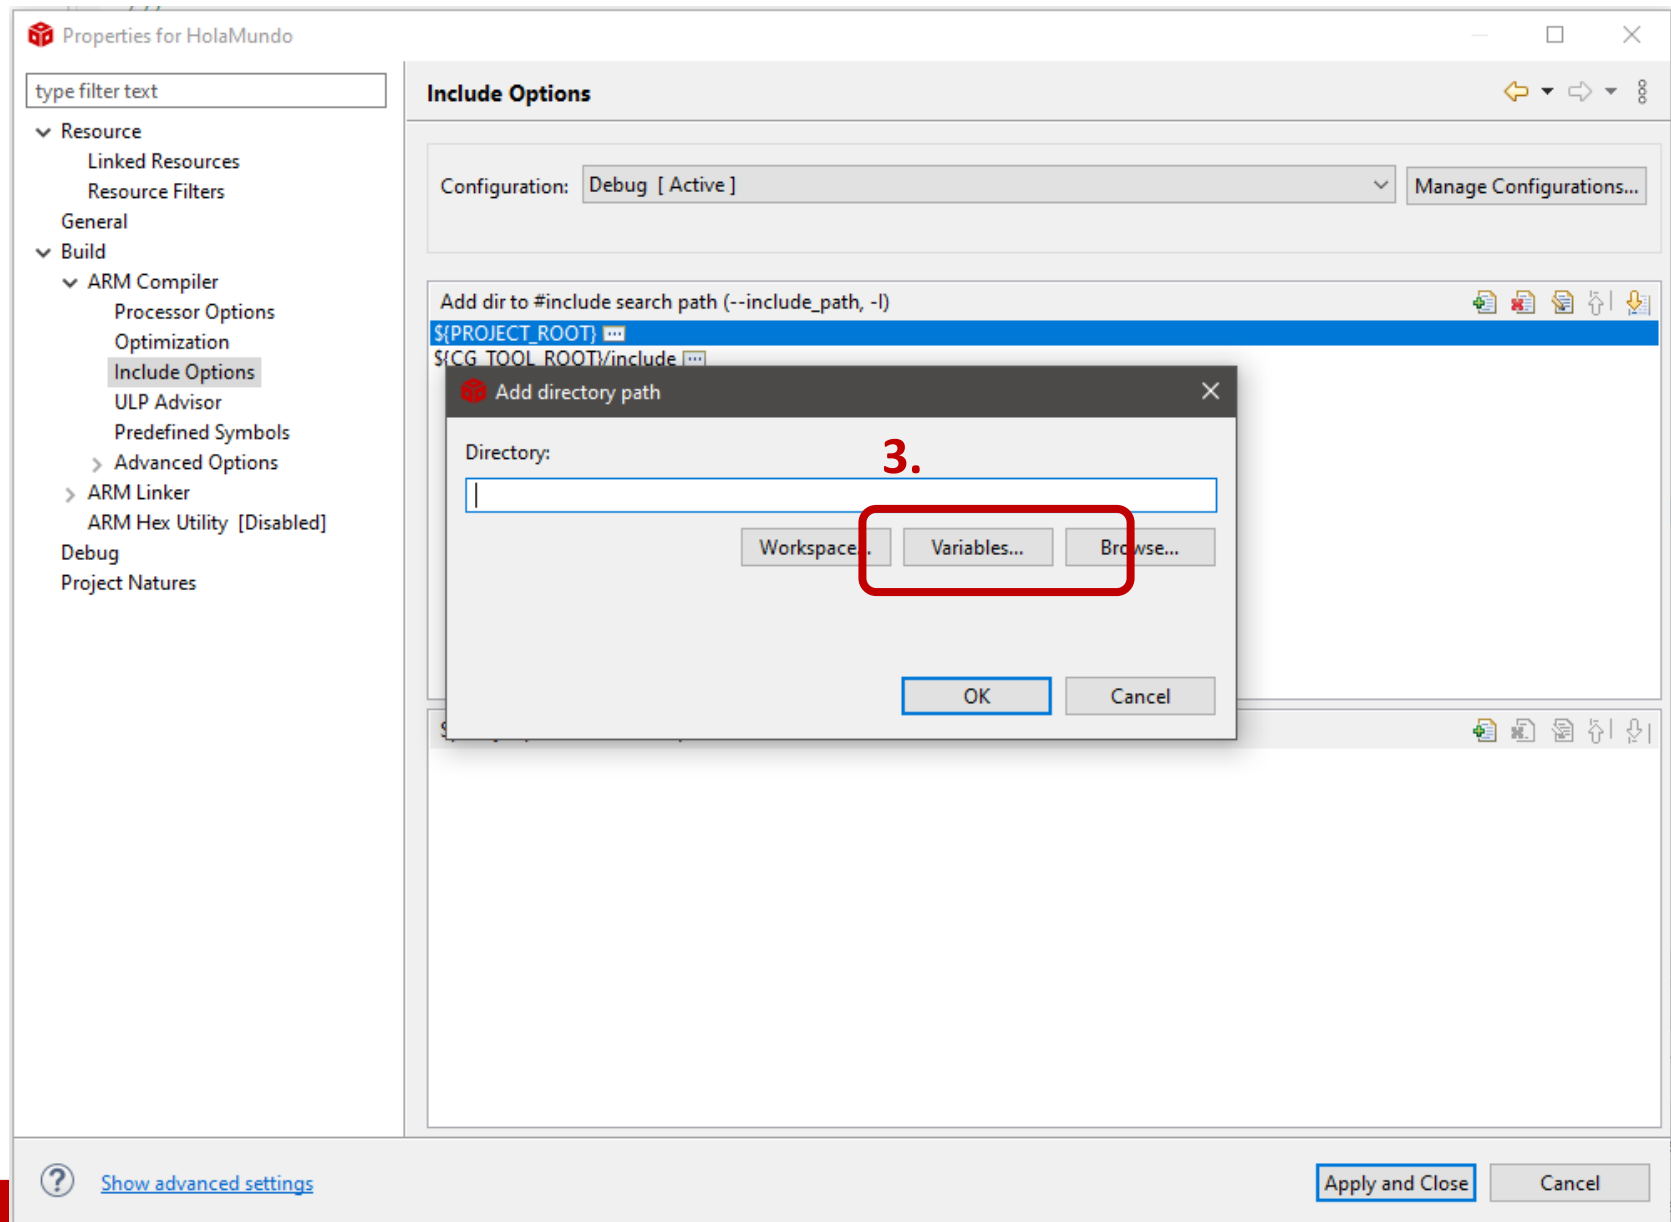 Properties for HolaMundo
type filter text
Include Options
Resource
Linked Resources
Resource Filters
General
Build
ARM Compiler
Processor Options
Optimization
Include Options
ULP Advisor
Predefined Symbols
Advanced Options
ARM Linker
ARM Hex Utility [Disabled]
Debug
Project Natures
Configuration:
Debug [ Active ]
Manage Configurations...
Add dir to #include search path (--include_path, -I)
${PROJECT_ROOT}
${CG_TOOL_ROOT}/include
Add directory path
Directory:
3.
Workspace...
Variables...
Browse...
OK
Cancel
Show advanced settings
Apply and Close
Cancel